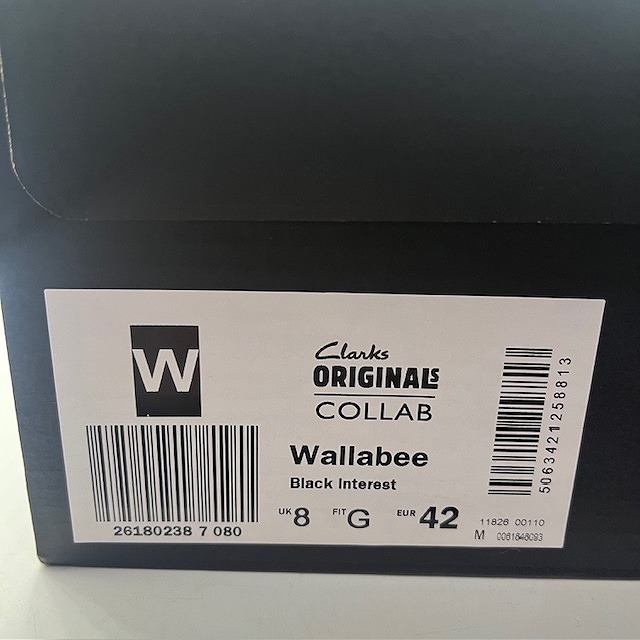 W
Clarks
ORIGINALS
COLLAB
Wallabee
Black Interest
26180238 7 080
UK 8 FIT G EUR 42
5063421258813
11826 00110
M